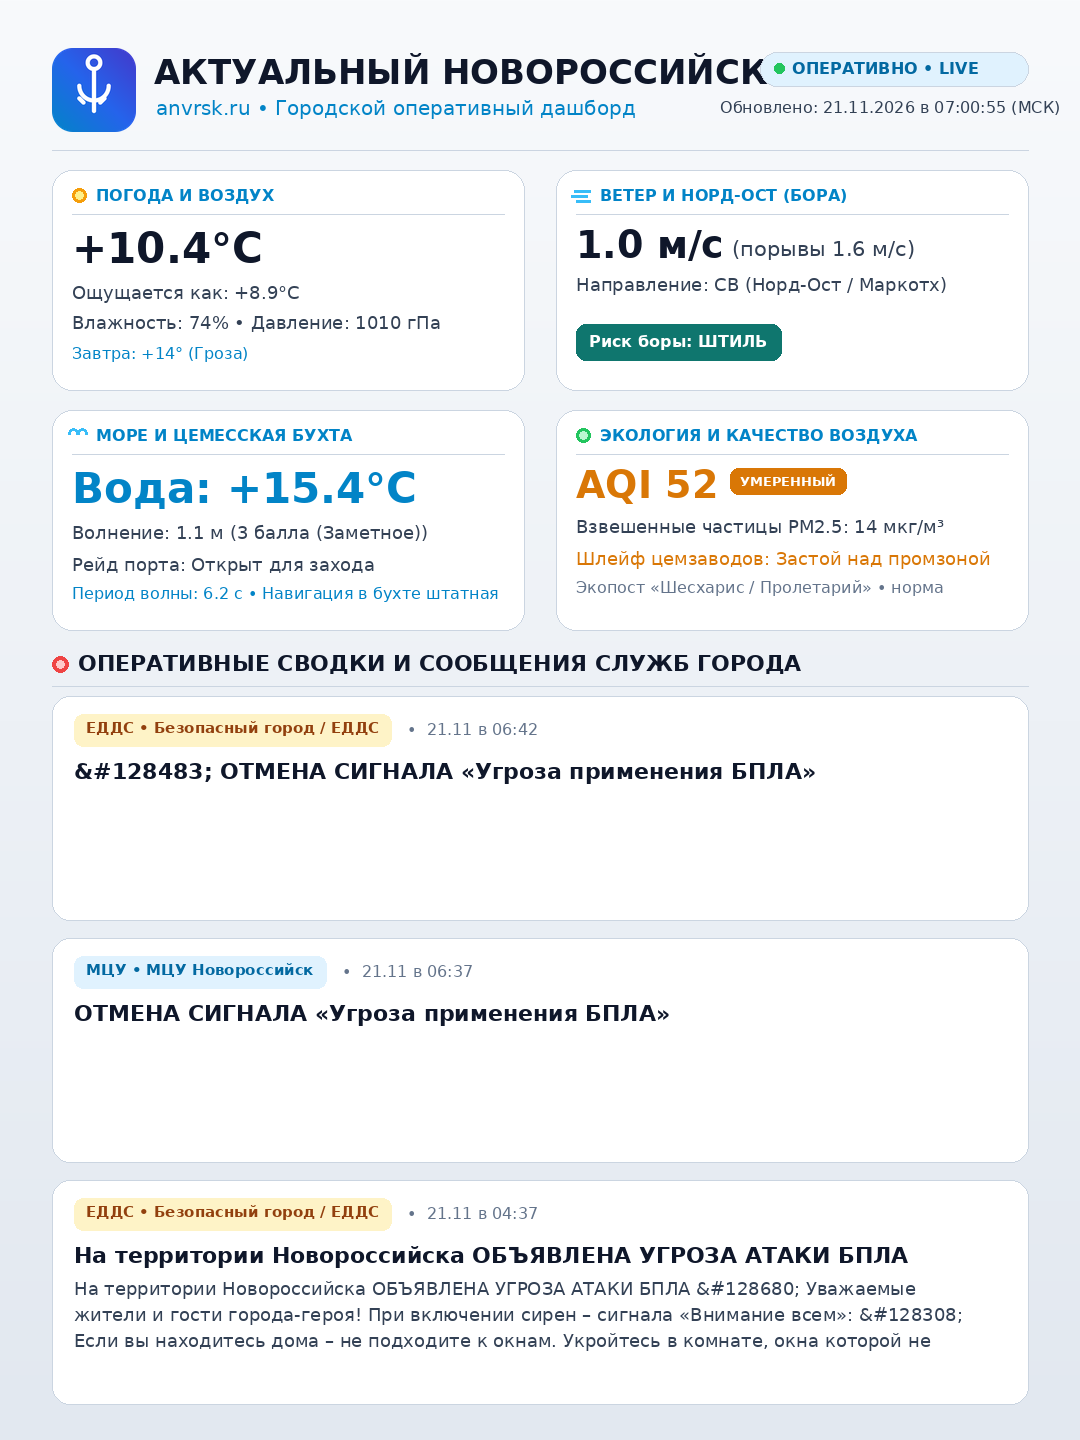 АКТУАЛЬНЫЙ НОВОРОССИЙСК
ОПЕРАТИВНО • LIVE
anvrsk.ru • Городской оперативный дашборд
Обновлено: 21.11.2026 в 07:00:55 (МСК)
ПОГОДА И ВОЗДУХ
+10.4°C
Ощущается как: +8.9°C
Влажность: 74% • Давление: 1010 гПа
Завтра: +14° (Гроза)
ВЕТЕР И НОРД-ОСТ (БОРА)
1.0 м/с (порывы 1.6 м/с)
Направление: СВ (Норд-Ост / Маркотх)
Риск боры: ШТИЛЬ
МОРЕ И ЦЕМЕССКАЯ БУХТА
Вода: +15.4°C
Волнение: 1.1 м (3 балла (Заметное))
Рейд порта: Открыт для захода
Период волны: 6.2 с • Навигация в бухте штатная
ЭКОЛОГИЯ И КАЧЕСТВО ВОЗДУХА
AQI 52 УМЕРЕННЫЙ
Взвешенные частицы PM2.5: 14 мкг/м³
Шлейф цемзаводов: Застой над промзоной
Экопост «Шесхарис / Пролетарий» • норма
ОПЕРАТИВНЫЕ СВОДКИ И СООБЩЕНИЯ СЛУЖБ ГОРОДА
ЕДДС • Безопасный город / ЕДДС • 21.11 в 06:42
&#128483; ОТМЕНА СИГНАЛА «Угроза применения БПЛА»
МЦУ • МЦУ Новороссийск • 21.11 в 06:37
ОТМЕНА СИГНАЛА «Угроза применения БПЛА»
ЕДДС • Безопасный город / ЕДДС • 21.11 в 04:37
На территории Новороссийска ОБЪЯВЛЕНА УГРОЗА АТАКИ БПЛА
На территории Новороссийска ОБЪЯВЛЕНА УГРОЗА АТАКИ БПЛА &#128680; Уважаемые
жители и гости города-героя! При включении сирен – сигнала «Внимание всем»: &#128308;
Если вы находитесь дома – не подходите к окнам. Укройтесь в комнате, окна которой не